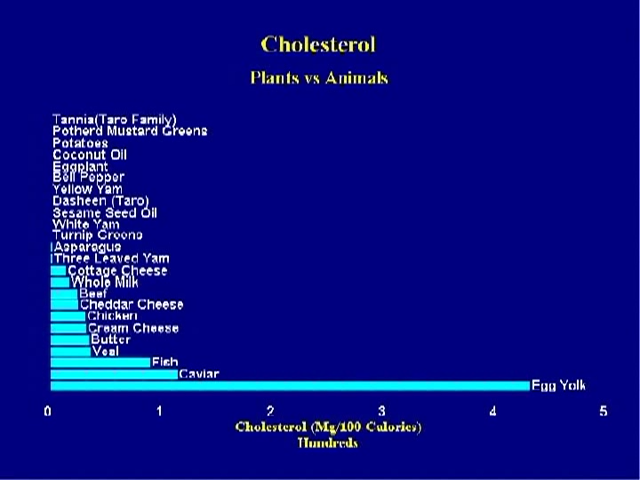 Cholesterol
Plants vs Animals
Tannia(Taro Family)
Potherd Mustard Greens
Potatoes
Coconut Oil
Eggplant
Bell Pepper
Yellow Yam
Dasheen (Taro)
Sesame Seed Oil
White Yam
Turnip Greens
Asparagus
Three Leaved Yam
Cottage Cheese
Whole Milk
Beef
Cheddar Cheese
Chicken
Cream Cheese
Butter
Veal
Fish
Caviar
Egg Yolk
0 1 2 3 4 5
Cholesterol (Mg/100 Calories)
Hundreds